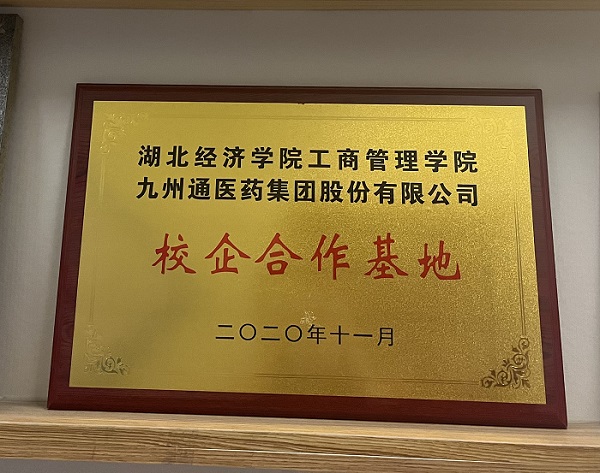 湖北经济学院工商管理学院
九州通医药集团股份有限公司
校企合作基地
二〇二〇年十一月